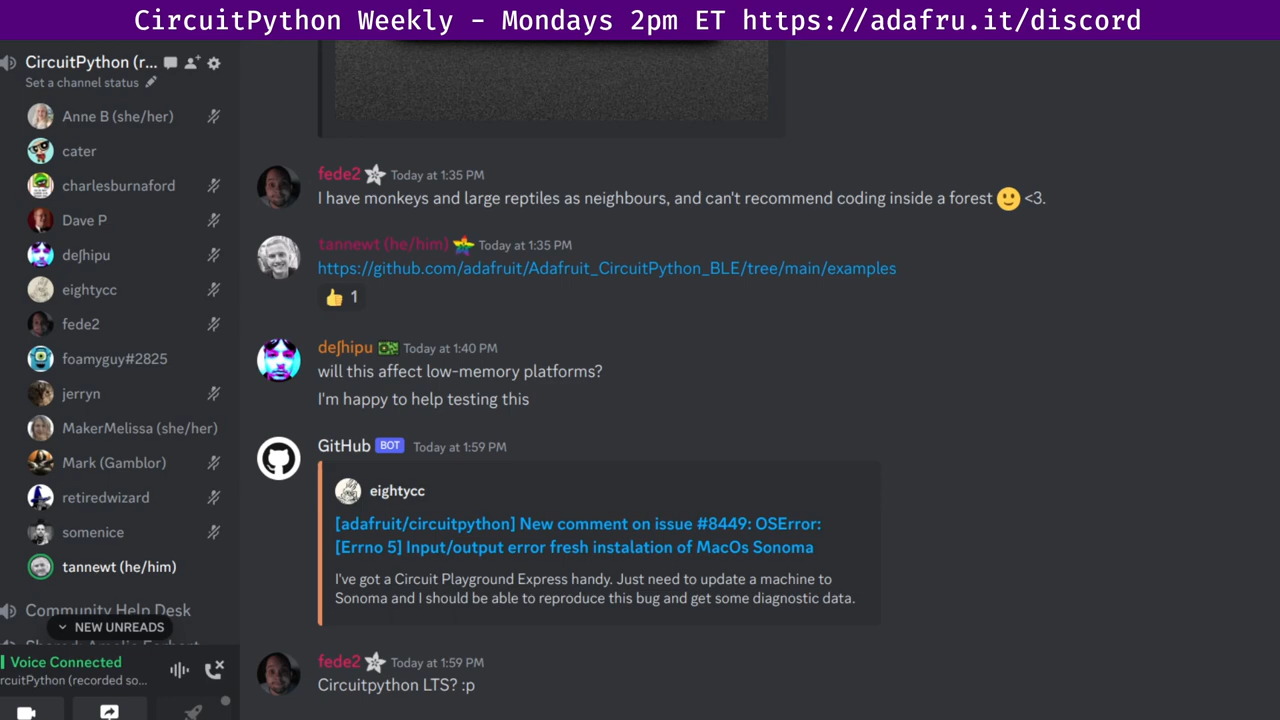 CircuitPython Weekly - Mondays 2pm ET https://adafru.it/discord
CircuitPython (r...
Set a channel status
Anne B (she/her)
cater
charlesburnaford
Dave P
deʃhipu
eightycc
fede2
foamyguy#2825
jerryn
MakerMelissa (she/her)
Mark (Gamblor)
retiredwizard
somenice
tannewt (he/him)
Community Help Desk
NEW UNREADS
Voice Connected
rcuitPython (recorded so...
fede2 Today at 1:35 PM
I have monkeys and large reptiles as neighbours, and can't recommend coding inside a forest 🙂 <3.
tannewt (he/him) Today at 1:35 PM
https://github.com/adafruit/Adafruit_CircuitPython_BLE/tree/main/examples
👍 1
deʃhipu Today at 1:40 PM
will this affect low-memory platforms?
I'm happy to help testing this
GitHub BOT Today at 1:59 PM
eightycc
[adafruit/circuitpython] New comment on issue #8449: OSError:
[Errno 5] Input/output error fresh instalation of MacOs Sonoma
I've got a Circuit Playground Express handy. Just need to update a machine to
Sonoma and I should be able to reproduce this bug and get some diagnostic data.
fede2 Today at 1:59 PM
Circuitpython LTS? :p